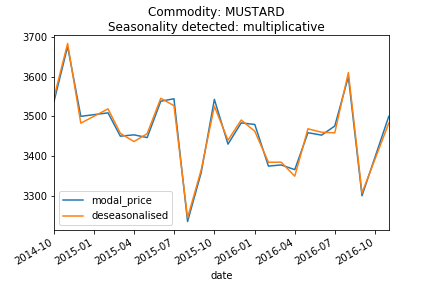 Commodity: MUSTARD
Seasonality detected: multiplicative
3700
3600
3500
3400
3300
modal_price
deseasonalised
2014-10
2015-01
2015-04
2015-07
2015-10
2016-01
2016-04
2016-07
2016-10
date